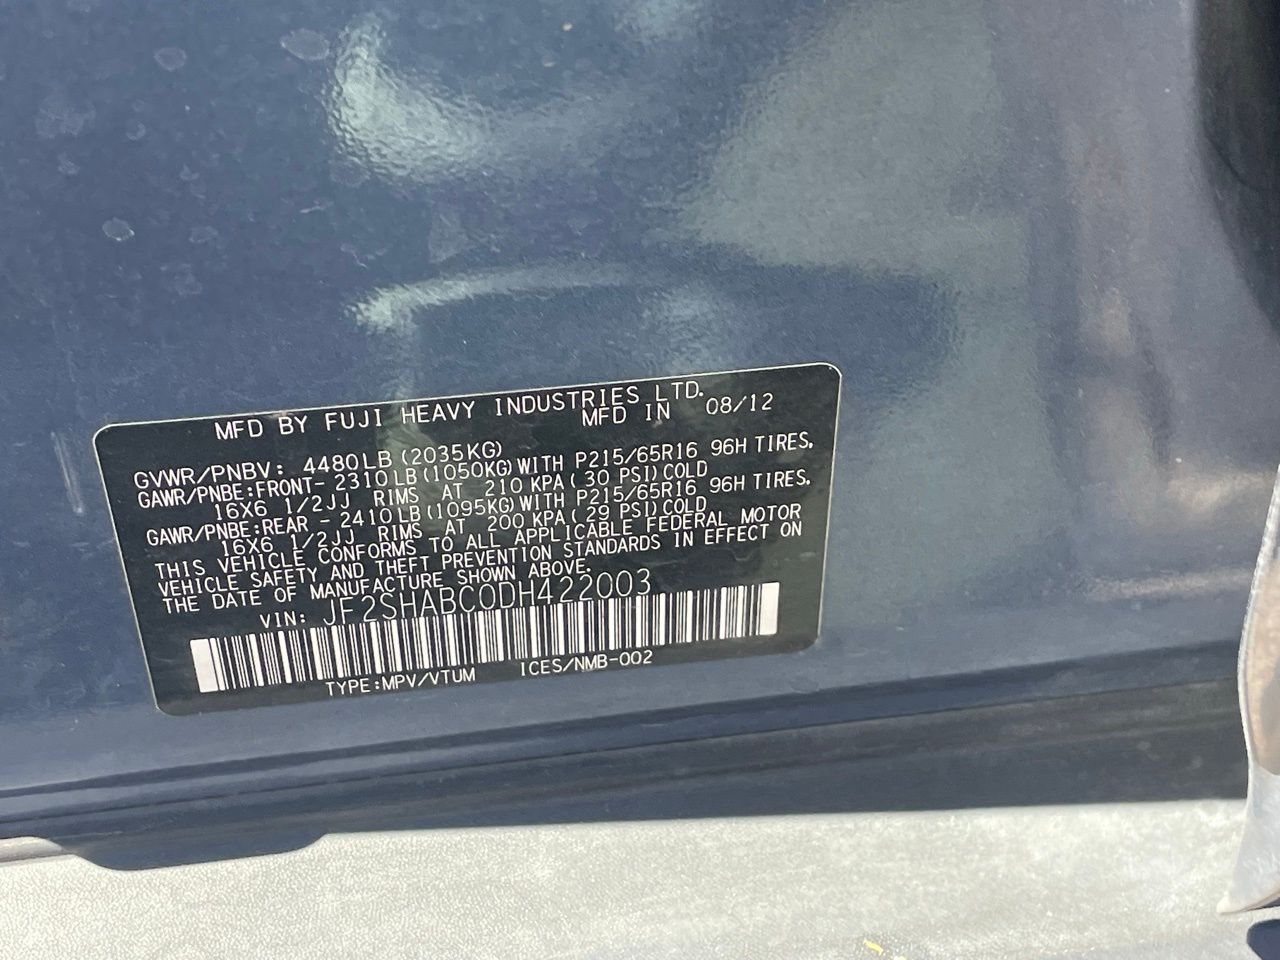 MFD BY FUJI HEAVY INDUSTRIES LTD.
MFD IN 08/12
GVWR/PNBV: 4480LB (2035KG)
GAWR/PNBE:FRONT- 2310LB(1050KG)WITH P215/65R16 96H TIRES.
16X6 1/2JJ RIMS AT 210 KPA(30 PSI)COLD
GAWR/PNBE:REAR - 2410LB(1095KG)WITH P215/65R16 96H TIRES.
16X6 1/2JJ RIMS AT 200 KPA(29 PSI)COLD
THIS VEHICLE CONFORMS TO ALL APPLICABLE FEDERAL MOTOR
VEHICLE SAFETY AND THEFT PREVENTION STANDARDS IN EFFECT ON
THE DATE OF MANUFACTURE SHOWN ABOVE.
VIN: JF2SHABC0DH422003
TYPE:MPV/VTUM ICES/NMB-002